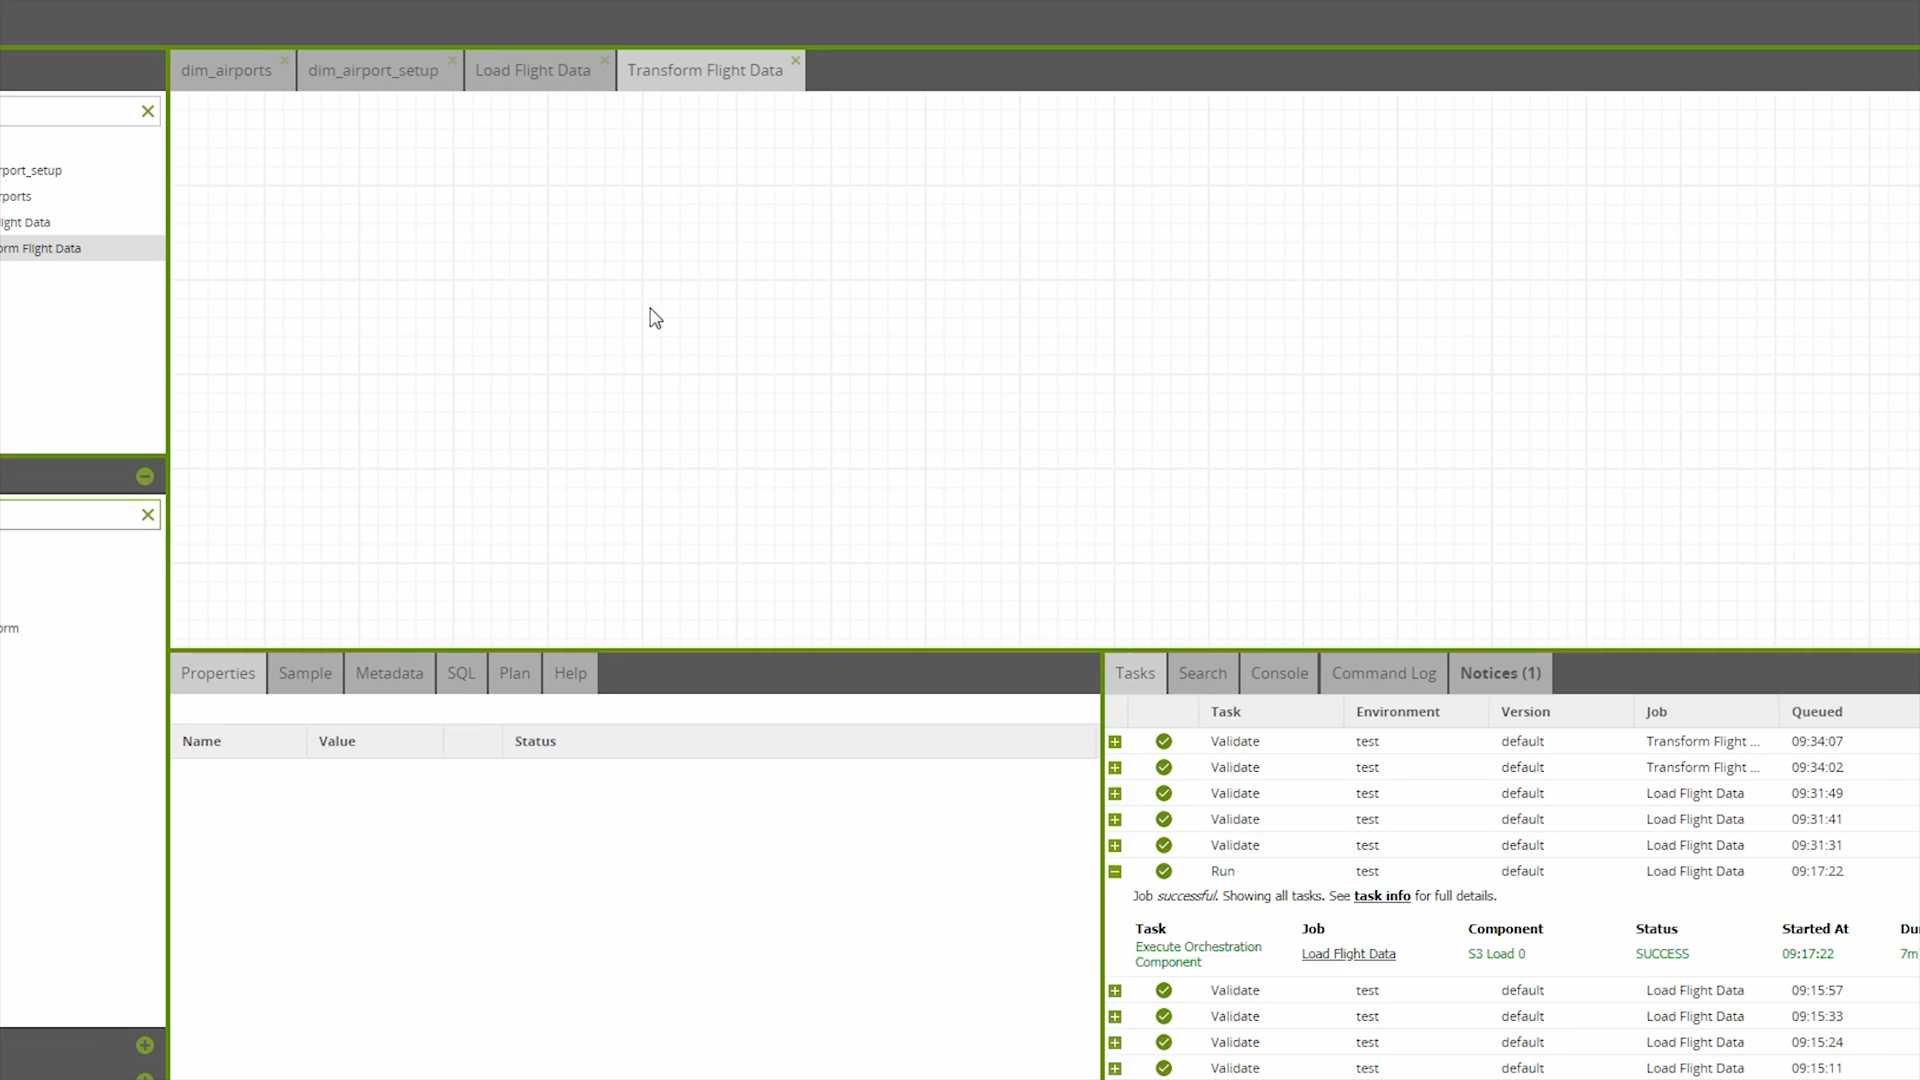 dim_airports
dim_airport_setup
Load Flight Data
Transform Flight Data
rport_setup
rports
light Data
orm Flight Data
orm
Properties Sample Metadata SQL Plan Help
Name Value Status
Tasks Search Console Command Log Notices (1)
Task Environment Version Job Queued
Validate test default Transform Flight ... 09:34:07
Validate test default Transform Flight ... 09:34:02
Validate test default Load Flight Data 09:31:49
Validate test default Load Flight Data 09:31:41
Validate test default Load Flight Data 09:31:31
Run test default Load Flight Data 09:17:22
Job successful. Showing all tasks. See task info for full details.
Task Job Component Status Started At Du
Execute Orchestration Component Load Flight Data S3 Load 0 SUCCESS 09:17:22 7m
Validate test default Load Flight Data 09:15:57
Validate test default Load Flight Data 09:15:33
Validate test default Load Flight Data 09:15:24
Validate test default Load Flight Data 09:15:11